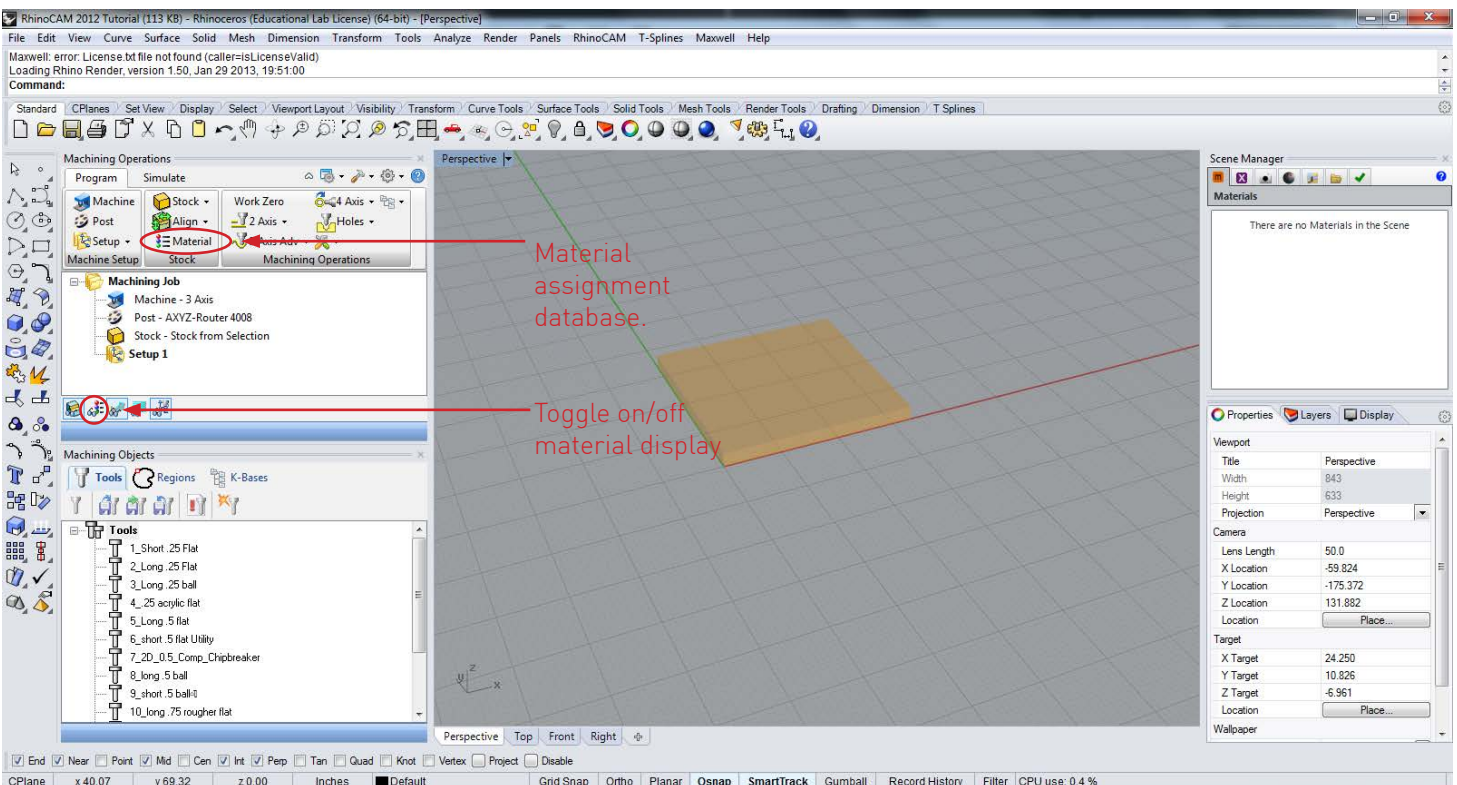 RhinoCAM 2012 Tutorial (113 KB) - Rhinoceros (Educational Lab License) (64-bit) - [Perspective]
File Edit View Curve Surface Solid Mesh Dimension Transform Tools Analyze Render Panels RhinoCAM T-Splines Maxwell Help
Maxwell: error: License.txt file not found (caller=isLicenseValid)
Loading Rhino Render, version 1.50, Jan 29 2013, 19:51:00
Command:
Standard CPlanes Set View Display Select Viewport Layout Visibility Transform Curve Tools Surface Tools Solid Tools Mesh Tools Render Tools Drafting Dimension T Splines
Machining Operations
Program Simulate
Machine Stock Work Zero 4 Axis
Post Align 2 Axis Holes
Setup Material Axis Adv
Machine Setup Stock Machining Operations
Machining Job
Machine - 3 Axis
Post - AXYZ-Router 4008
Stock - Stock from Selection
Setup 1
Machining Objects
Tools Regions K-Bases
Tools
1_Short .25 Flat
2_Long .25 Flat
3_Long .25 ball
4_.25 acrylic flat
5_Long .5 flat
6_short .5 flat Utility
7_2D_0.5_Comp_Chipbreaker
8_long .5 ball
9_short .5 ball
10_long .75 rougher flat
Perspective
Material
assignment
database.
Toggle on/off
material display
z
y
x
Perspective Top Front Right
Scene Manager
Materials
There are no Materials in the Scene
Properties Layers Display
Viewport
Title Perspective
Width 843
Height 633
Projection Perspective
Camera
Lens Length 50.0
X Location -59.824
Y Location -175.372
Z Location 131.882
Location Place...
Target
X Target 24.250
Y Target 10.826
Z Target -6.961
Location Place...
Wallpaper
End Near Point Mid Cen Int Perp Tan Quad Knot Vertex Project Disable
CPlane x 40.07 y 69.32 z 0.00 Inches Default Grid Snap Ortho Planar Osnap SmartTrack Gumball Record History Filter CPU use: 0.4 %